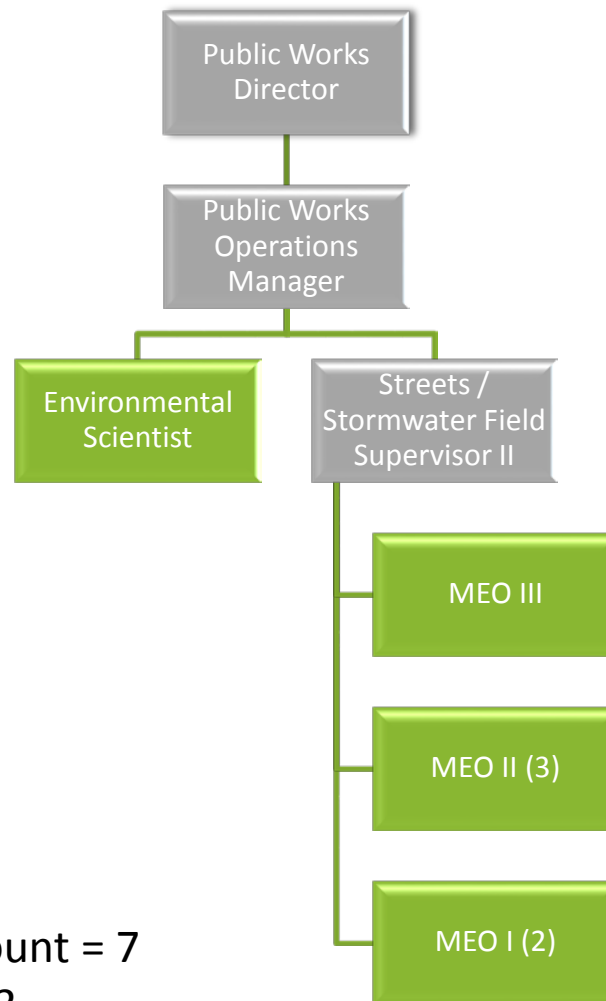 Public Works
Director
Public Works
Operations
Manager
Environmental
Scientist
Streets /
Stormwater Field
Supervisor II
MEO III
MEO II (3)
MEO I (2)
= 7